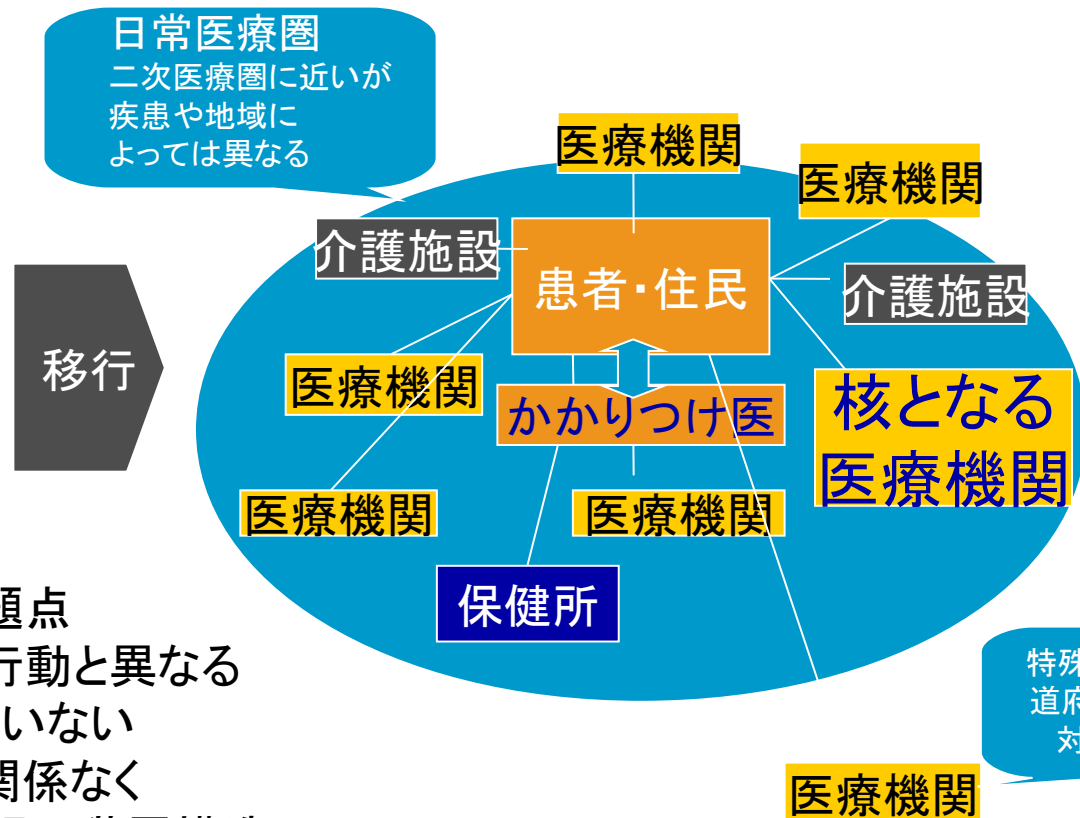 日常医療圏
二次医療圏に近いが
疾患や地域に
よっては異なる
医療機関
医療機関
介護施設
患者・住民
介護施設
移行
医療機関
かかりつけ医
核となる
医療機関
医療機関
医療機関
保健所
題点
行動と異なる
いない
関係なく
特殊
道府
対
医療機関